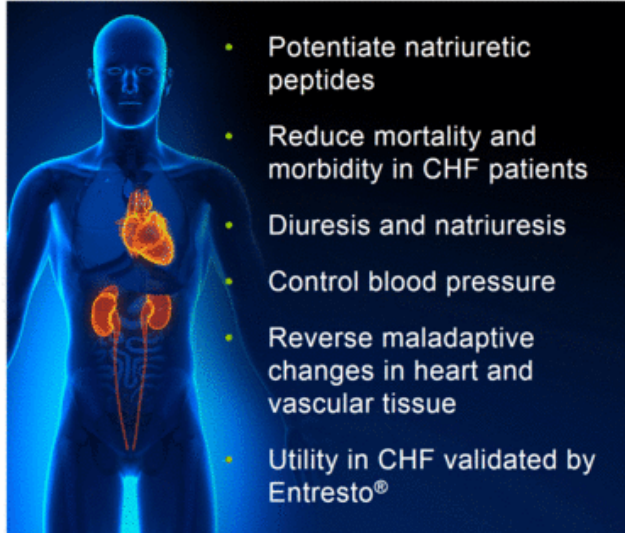 • Potentiate natriuretic
peptides
• Reduce mortality and
morbidity in CHF patients
• Diuresis and natriuresis
• Control blood pressure
• Reverse maladaptive
changes in heart and
vascular tissue
• Utility in CHF validated by
Entresto®